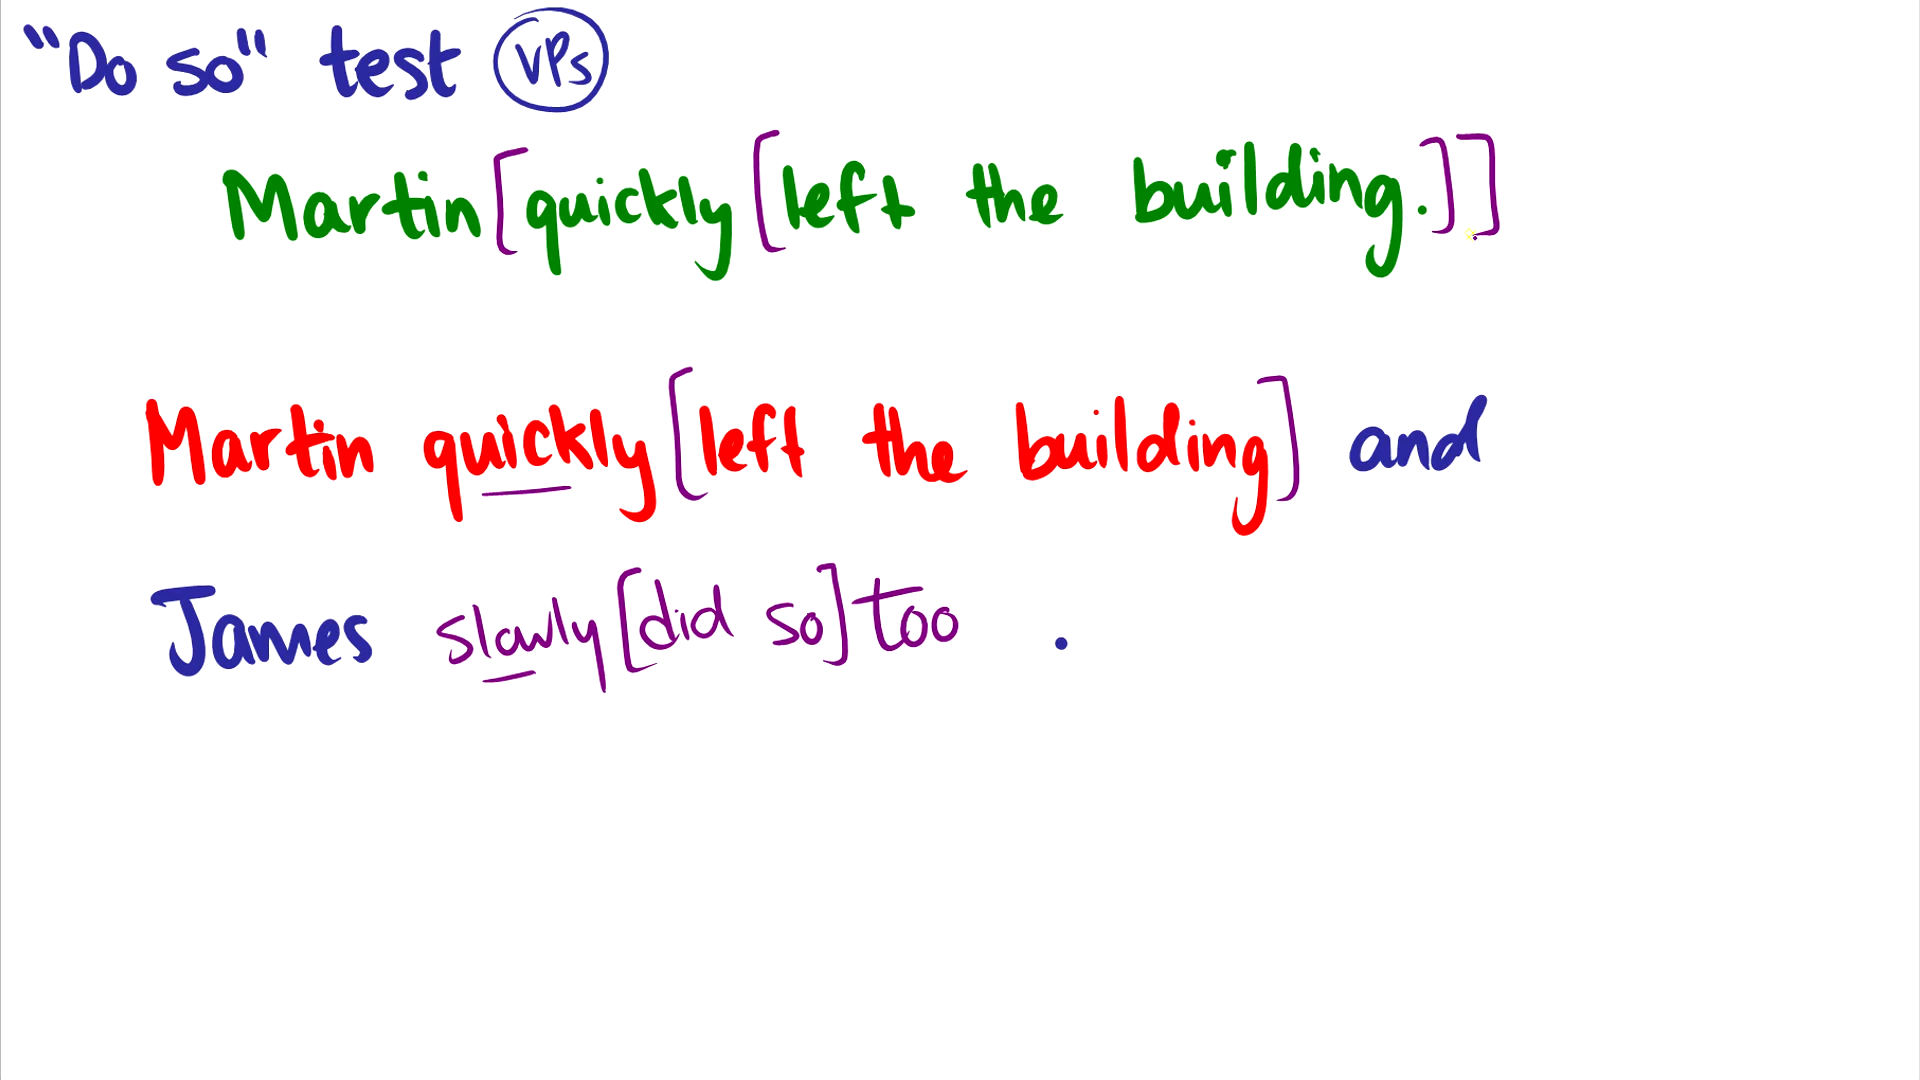 "Do so" test VPs
Martin [quickly [left the building.]]
Martin quickly [left the building] and
James slowly [did so] too .